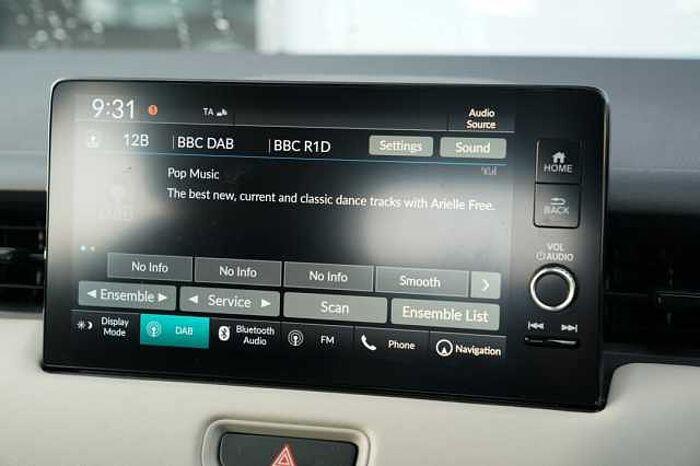 9:31 1 TA Audio
Source
12B BBC DAB BBC R1D Settings Sound
Pop Music
The best new, current and classic dance tracks with Arielle Free.
HOME
BACK
VOL
AUDIO
No Info No Info No Info Smooth
Ensemble Service Scan Ensemble List
Display
Mode DAB Bluetooth
Audio FM Phone Navigation